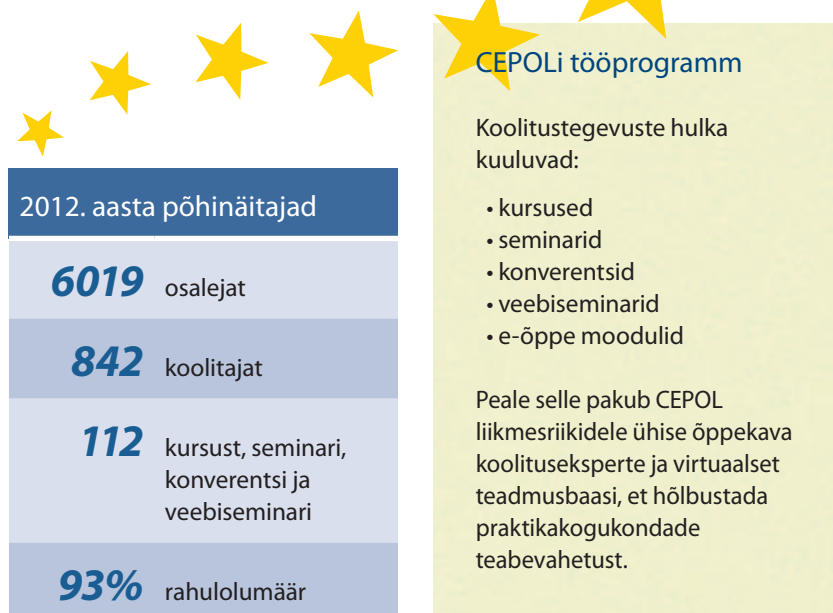 2012. aasta põhinäitajad
6019 osalejat
842 koolitajat
112 kursust, seminari,
konverentsi ja
veebiseminari
93% rahulolumäär
CEPOLi tööprogramm
Koolitustegevuste hulka
kuuluvad:
• kursused
• seminarid
• konverentsid
• veebiseminarid
• e-õppe moodulid
Peale selle pakub CEPOL
liikmesriikidele ühise õppekava
koolituseksperte ja virtuaalset
teadmusbaasi, et hõlbustada
praktikakogukondade
teabevahetust.